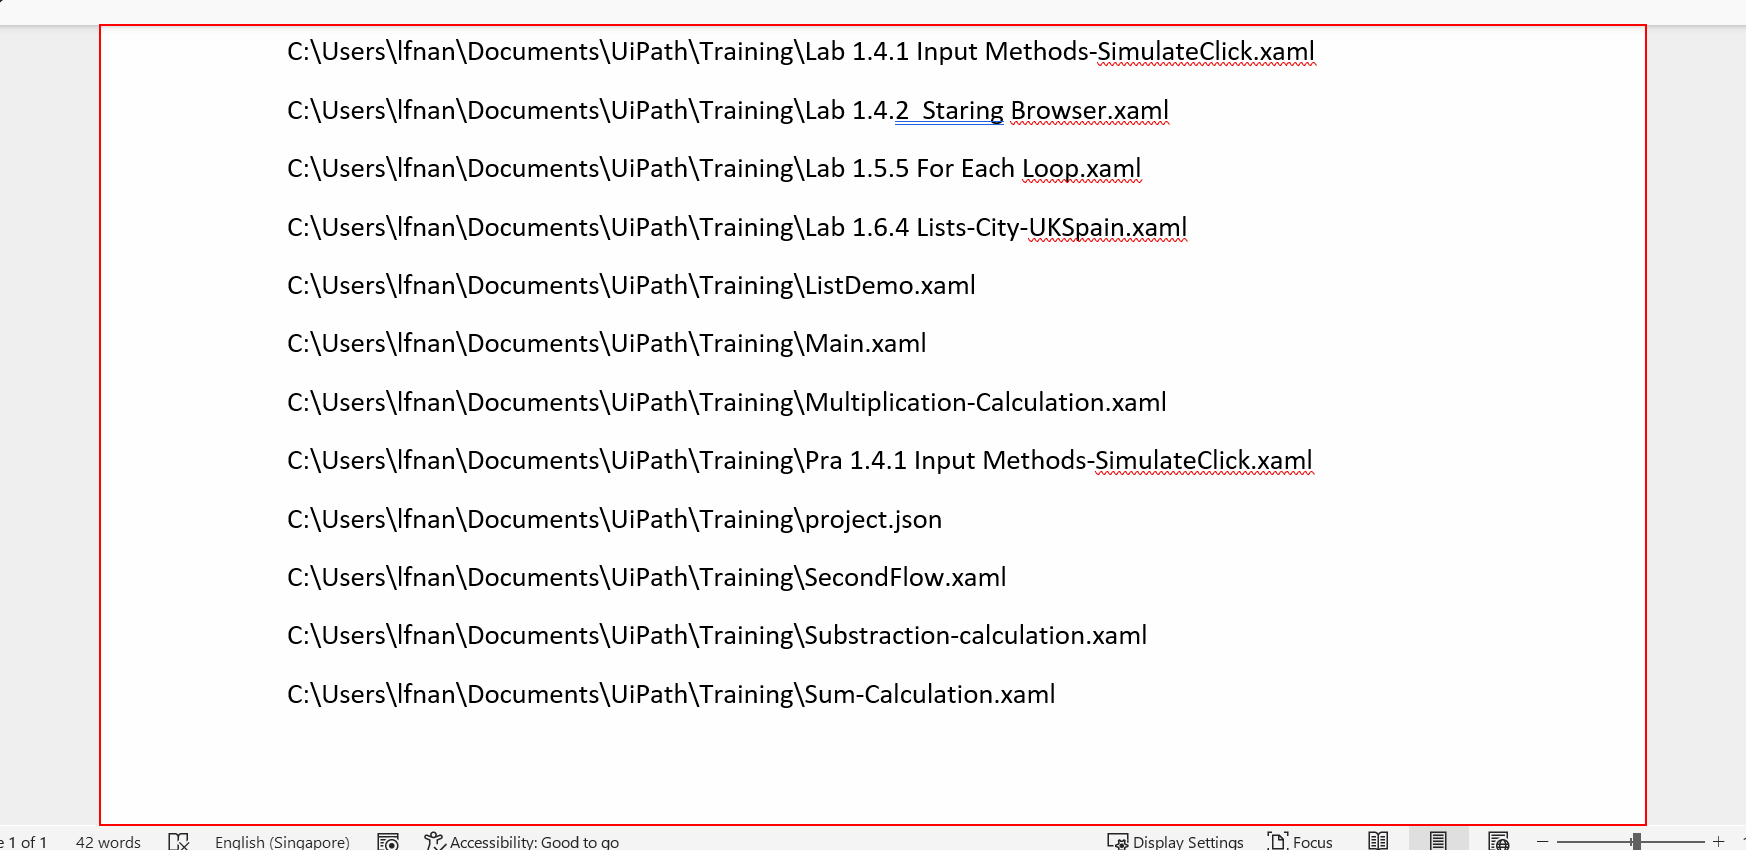 C:\Users\lfnan\Documents\UiPath\Training\Lab 1.4.1 Input Methods-SimulateClick.xaml
C:\Users\lfnan\Documents\UiPath\Training\Lab 1.4.2  Staring Browser.xaml
C:\Users\lfnan\Documents\UiPath\Training\Lab 1.5.5 For Each Loop.xaml
C:\Users\lfnan\Documents\UiPath\Training\Lab 1.6.4 Lists-City-UKSpain.xaml
C:\Users\lfnan\Documents\UiPath\Training\ListDemo.xaml
C:\Users\lfnan\Documents\UiPath\Training\Main.xaml
C:\Users\lfnan\Documents\UiPath\Training\Multiplication-Calculation.xaml
C:\Users\lfnan\Documents\UiPath\Training\Pra 1.4.1 Input Methods-SimulateClick.xaml
C:\Users\lfnan\Documents\UiPath\Training\project.json
C:\Users\lfnan\Documents\UiPath\Training\SecondFlow.xaml
C:\Users\lfnan\Documents\UiPath\Training\Substraction-calculation.xaml
C:\Users\lfnan\Documents\UiPath\Training\Sum-Calculation.xaml
1 of 1 42 words English (Singapore) Accessibility: Good to go Display Settings Focus